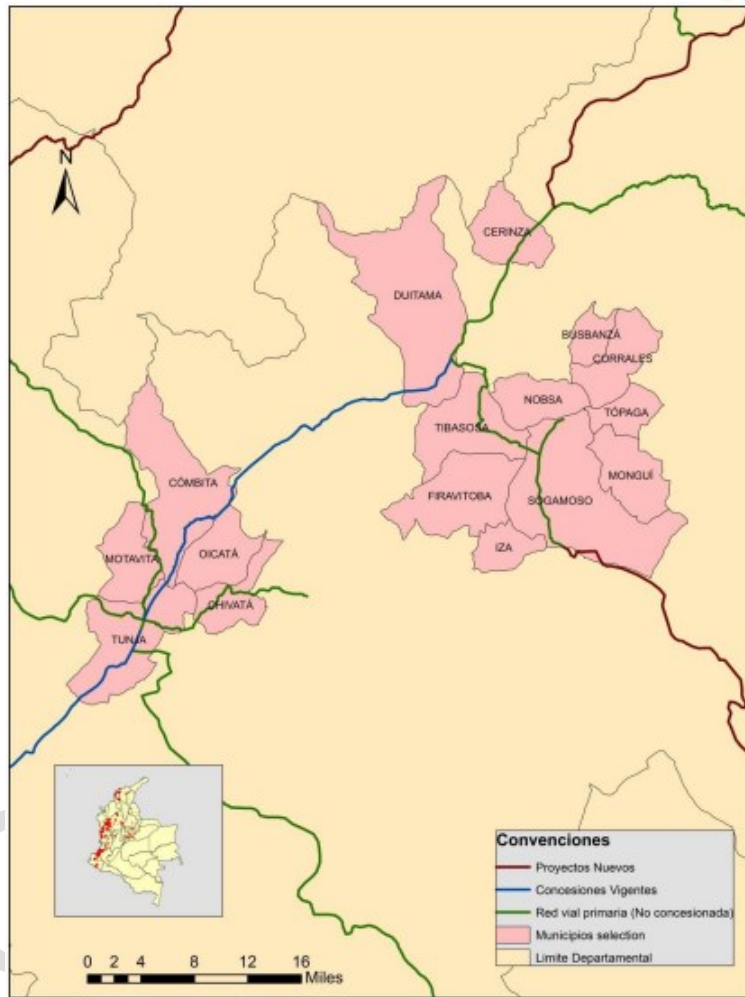 N
CERINZA
DUITAMA
BUSBANZÁ
CORRALES
NOBSA
TÓPAGA
TIBASOSA
MONGUÍ
CÓMBITA
FIRAVITOBA
SOGAMOSO
OICATÁ
IZA
MOTAVITA
CHIVATÁ
TUNJA
Convenciones
Proyectos Nuevos
Concesiones Vigentes
Red vial primaria (No concesionada)
Municipios selection
Limite Departamental
0 2 4 8 12 16
Miles